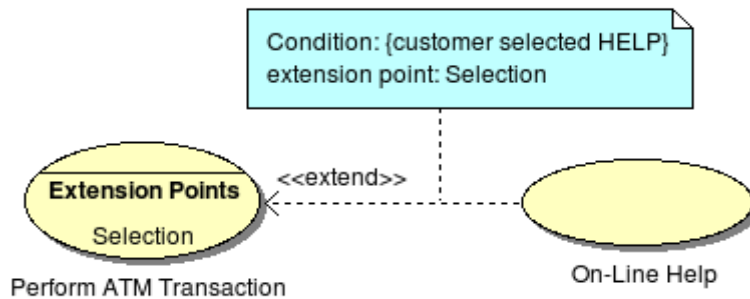 Condition: {customer selected HELP}
extension point: Selection
<<extend>>
Extension Points
Selection
Perform ATM Transaction
On-Line Help